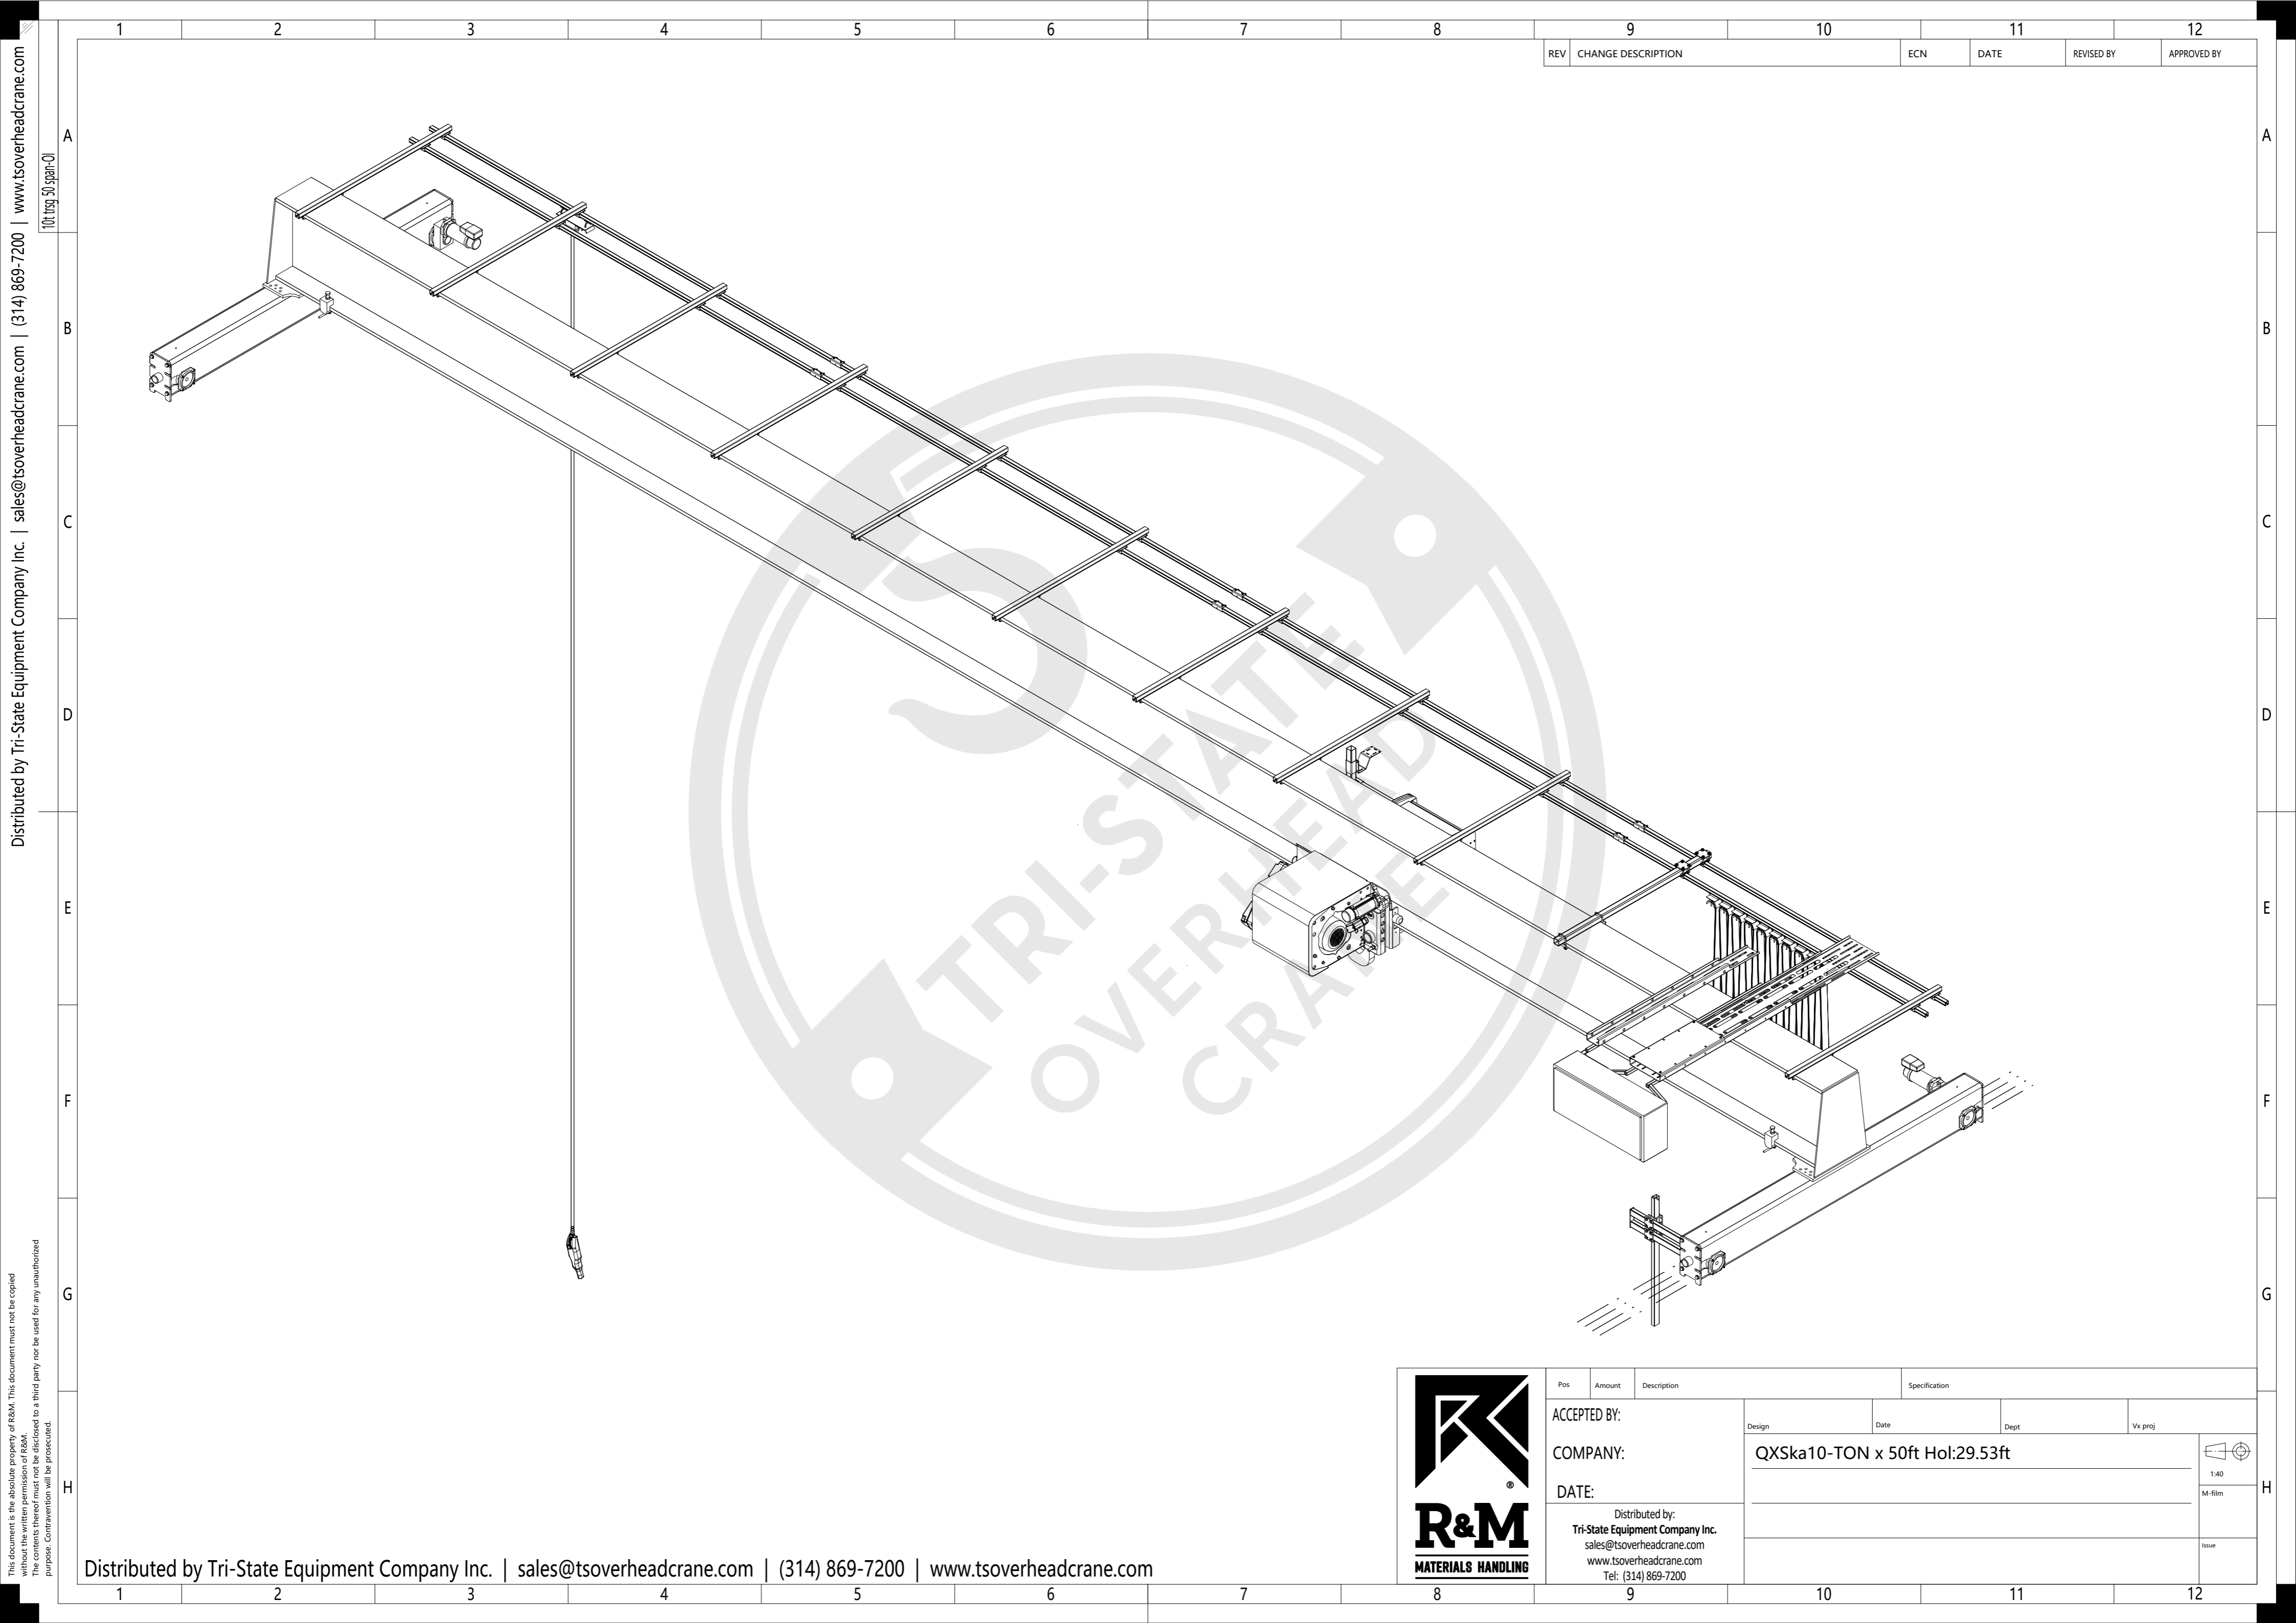 1 2 3 4 5 6 7 8 9 10 11 12
REV CHANGE DESCRIPTION ECN DATE REVISED BY APPROVED BY
A
B
C
D
E
F
G
H
A
B
C
D
E
F
G
H
10t trsg 50 span-OI
Distributed by Tri-State Equipment Company Inc. | sales@tsoverheadcrane.com | (314) 869-7200 | www.tsoverheadcrane.com
This document is the absolute property of R&M. This document must not be copied
without the written permission of R&M.
The contents thereof must not be disclosed to a third party nor be used for any unauthorized
purpose. Contravention will be prosecuted.
TRI-STATE
OVERHEAD
CRANE
Pos Amount Description Specification
ACCEPTED BY:
COMPANY:
DATE:
Design Date Dept Vx proj
QXSka10-TON x 50ft Hol:29.53ft
1:40
M-film
Issue
®
R&M
MATERIALS HANDLING
Distributed by:
Tri-State Equipment Company Inc.
sales@tsoverheadcrane.com
www.tsoverheadcrane.com
Tel: (314) 869-7200
Distributed by Tri-State Equipment Company Inc. | sales@tsoverheadcrane.com | (314) 869-7200 | www.tsoverheadcrane.com
1 2 3 4 5 6 7 8 9 10 11 12